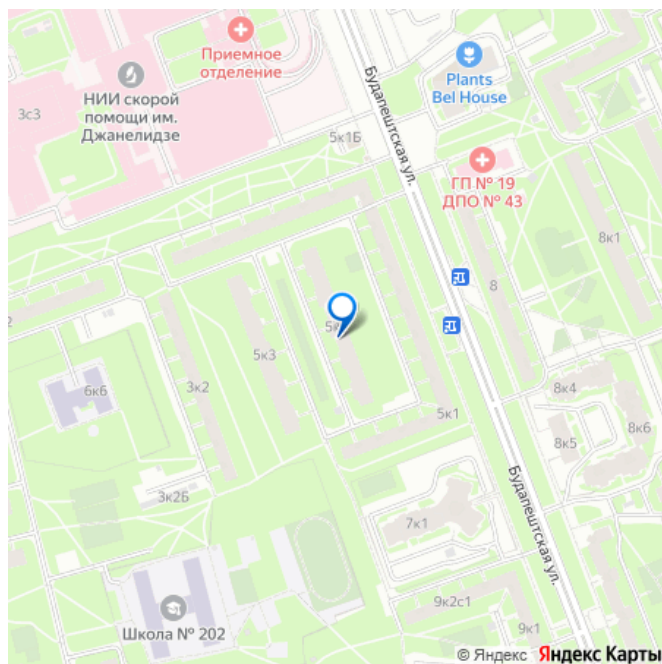 Приемное
отделение
НИИ скорой
помощи им.
Джанелидзе
3с3
Plants
Bel House
Будапештская ул.
5к1Б
ГП № 19
ДПО № 43
8к1
8
5к3
3к2
6к6
2
5к1
8к4
8к5
8к6
3к2Б
7к1
Будапештская ул.
Школа № 202
9к2с1
9к1
© Яндекс Яндекс Карты